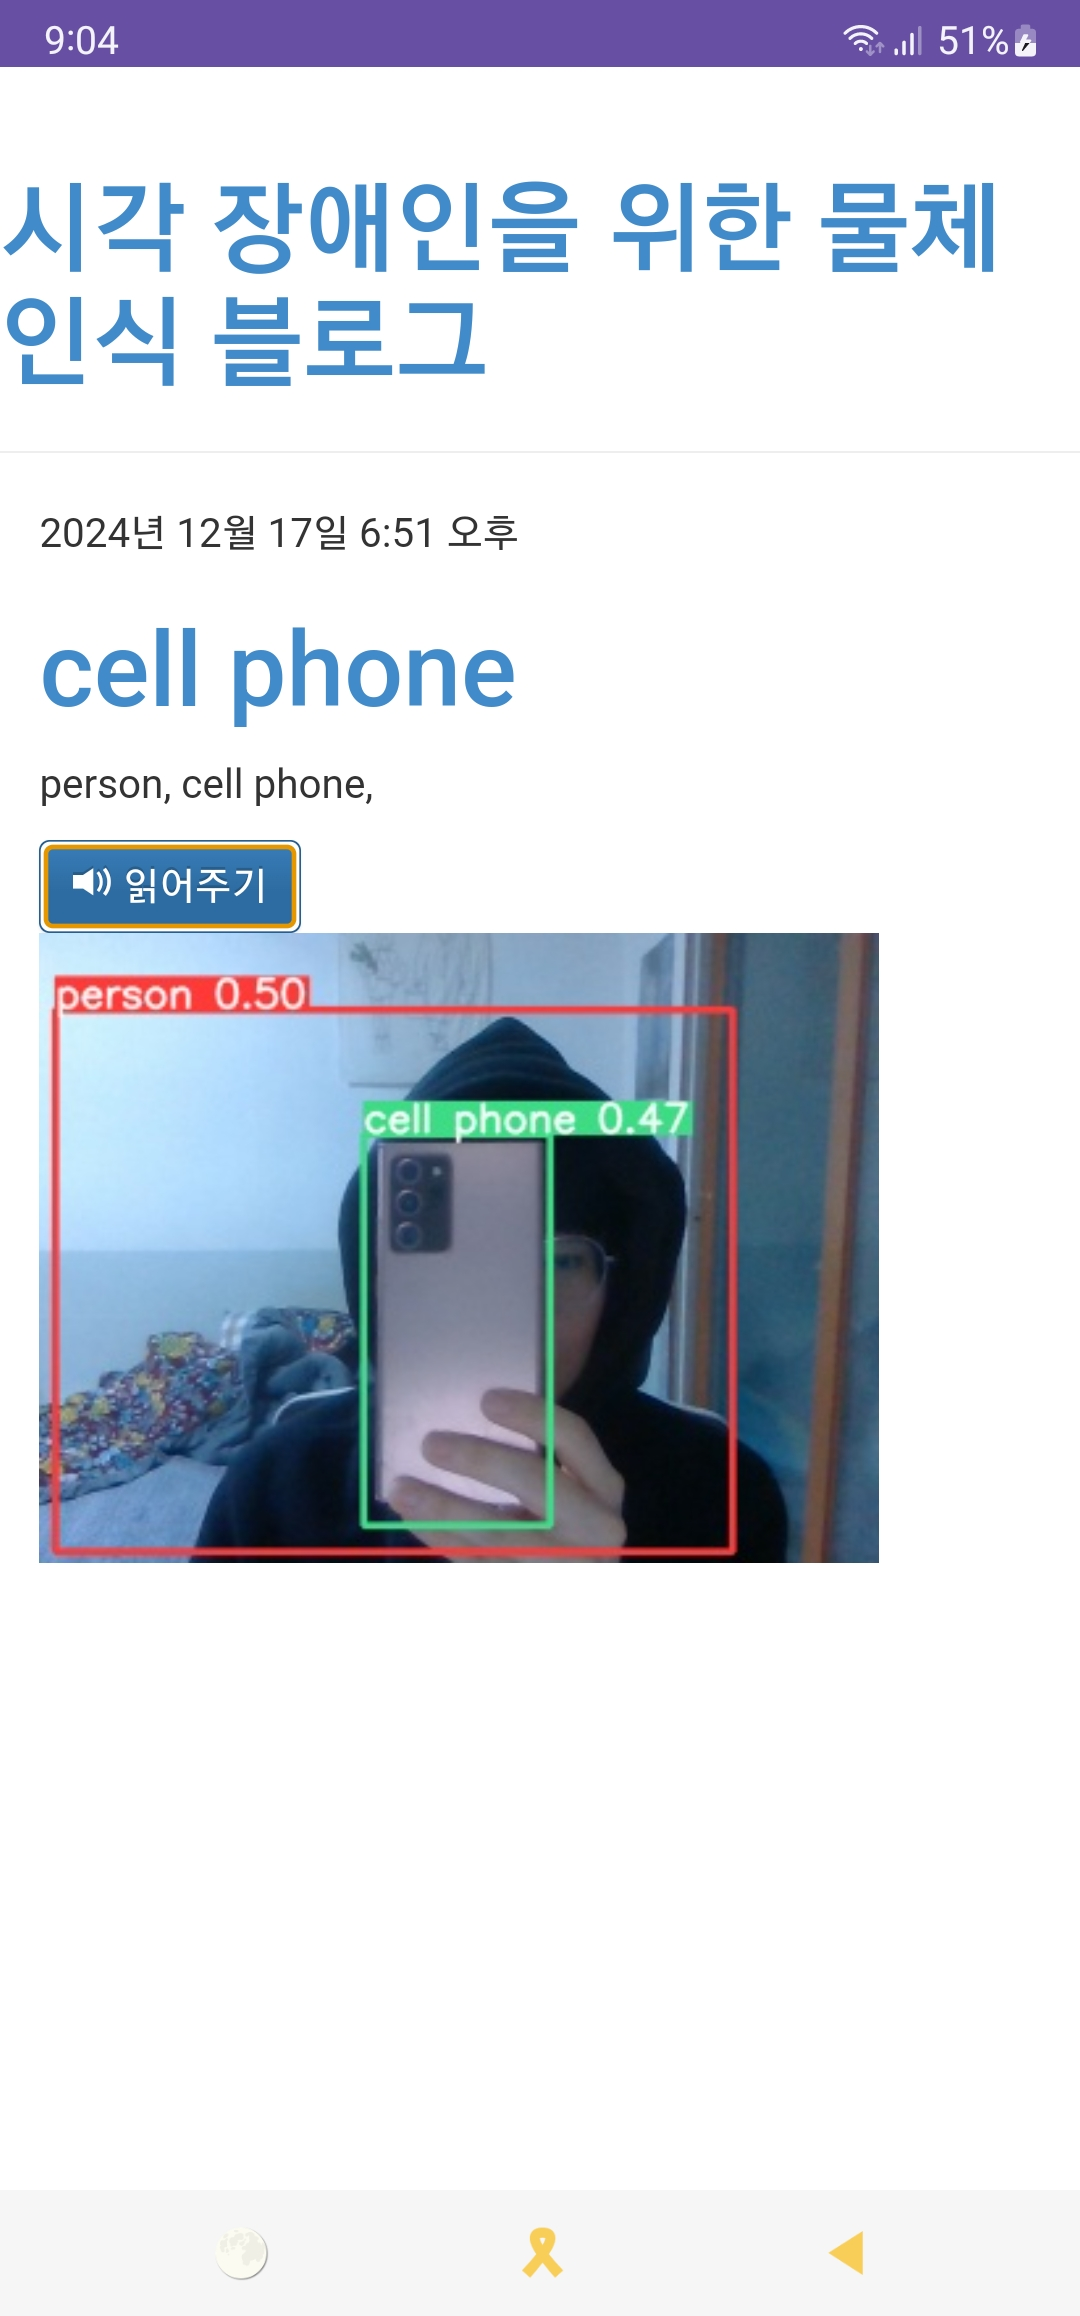 9:04
51%
시각 장애인을 위한 물체
인식 블로그
2024년 12월 17일 6:51 오후
cell phone
person, cell phone,
읽어주기
person 0.50
cell phone 0.47